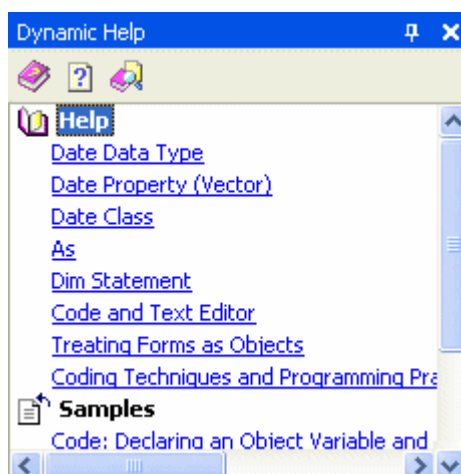 Dynamic Help
Help
Date Data Type
Date Property (Vector)
Date Class
As
Dim Statement
Code and Text Editor
Treating Forms as Objects
Coding Techniques and Programming Pra
Samples
Code: Declaring an Object Variable and